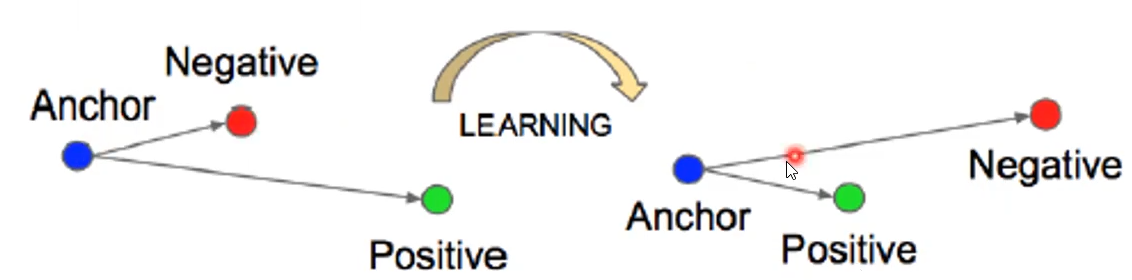 Negative
Anchor
LEARNING
Positive
Negative
Anchor
Positive